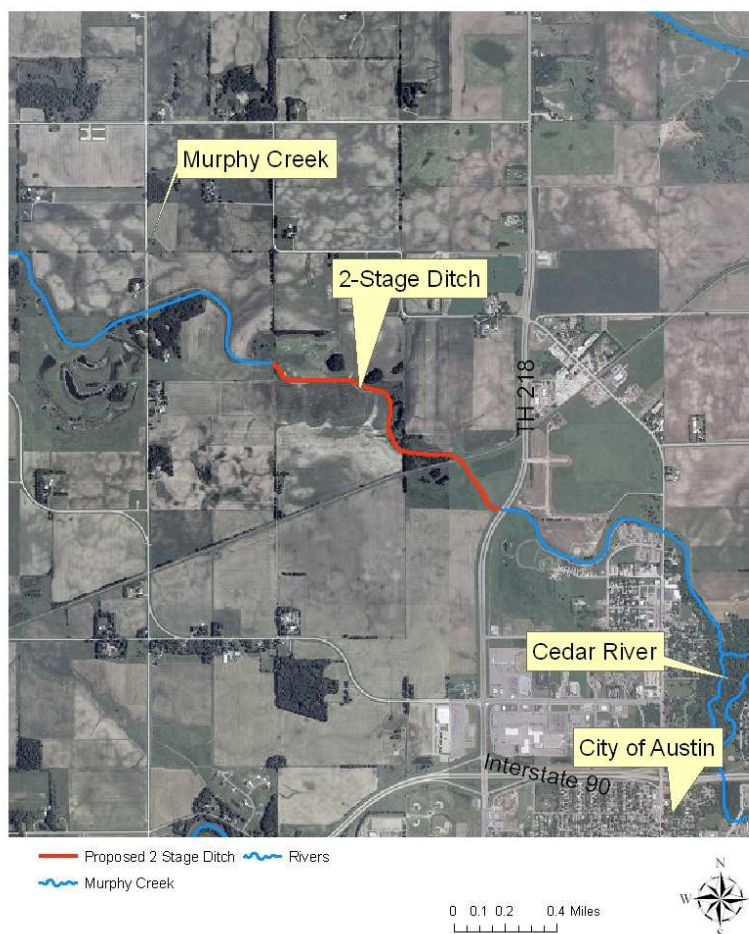 Murphy Creek
2-Stage Ditch
TH 218
Cedar River
City of Austin
Interstate 90
Proposed 2 Stage Ditch
Rivers
Murphy Creek
0 0.1 0.2 0.4 Miles
N
W
E
S